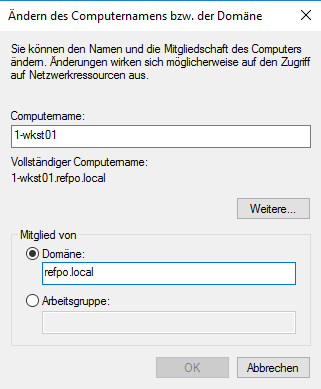 Ändern des Computernamens bzw. der Domäne
Sie können den Namen und die Mitgliedschaft des Computers
ändern. Änderungen wirken sich möglicherweise auf den Zugriff
auf Netzwerkressourcen aus.
Computername:
1-wkst01
Vollständiger Computername:
1-wkst01.refpo.local
Weitere...
Mitglied von
Domäne:
refpo.local
Arbeitsgruppe:
OK
Abbrechen